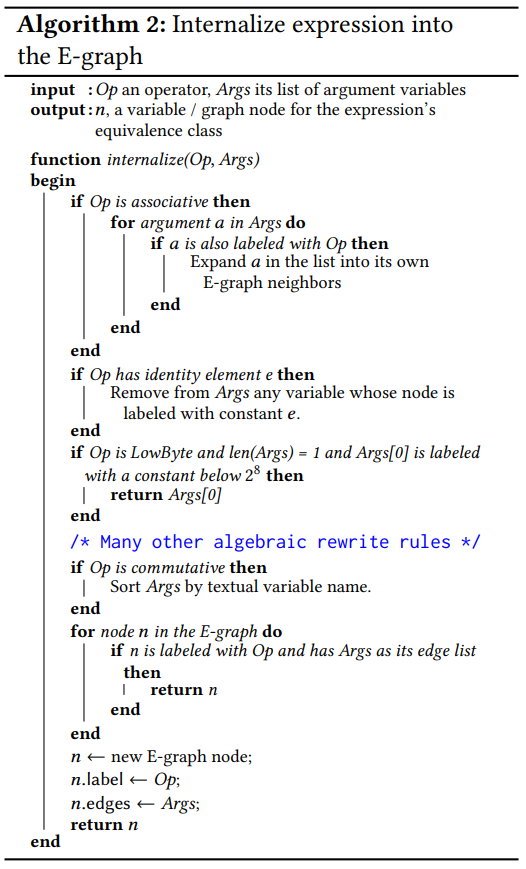 Algorithm 2: Internalize expression into
the E-graph
input : Op an operator, Args its list of argument variables
output: n, a variable / graph node for the expression's
equivalence class
function internalize(Op, Args)
begin
if Op is associative then
for argument a in Args do
if a is also labeled with Op then
Expand a in the list into its own
E-graph neighbors
end
end
end
if Op has identity element e then
Remove from Args any variable whose node is
labeled with constant e.
end
if Op is LowByte and len(Args) = 1 and Args[0] is labeled
with a constant below 2⁸ then
return Args[0]
end
/* Many other algebraic rewrite rules */
if Op is commutative then
Sort Args by textual variable name.
end
for node n in the E-graph do
if n is labeled with Op and has Args as its edge list
then
return n
end
end
n ← new E-graph node;
n.label ← Op;
n.edges ← Args;
return n
end